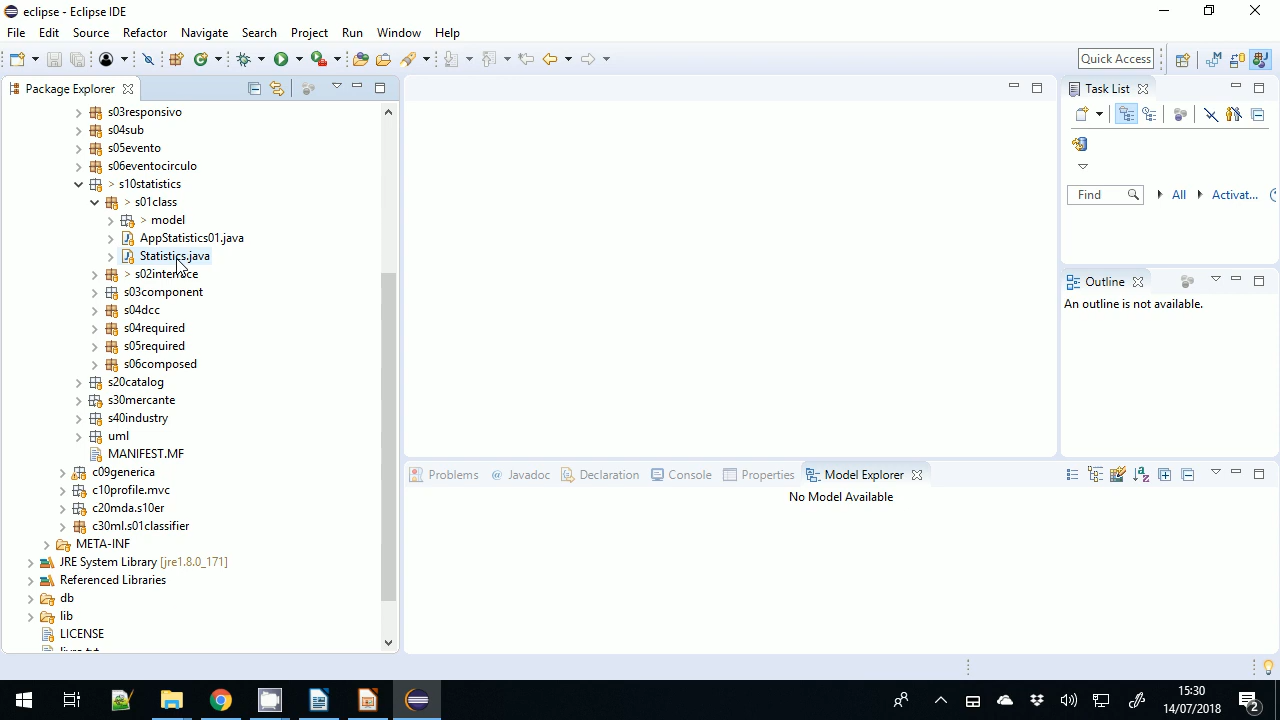 eclipse - Eclipse IDE
File Edit Source Refactor Navigate Search Project Run Window Help
Quick Access
Package Explorer
s03responsivo
s04sub
s05evento
s06eventocirculo
> s10statistics
> s01class
> model
AppStatistics01.java
Statistics.java
> s02interface
s03component
s04dcc
s04required
s05required
s06composed
s20catalog
s30mercante
s40industry
uml
MANIFEST.MF
c09generica
c10profile.mvc
c20mda.s10er
c30ml.s01classifier
META-INF
JRE System Library [jre1.8.0_171]
Referenced Libraries
db
lib
LICENSE
Task List
Find All Activat...
Outline
An outline is not available.
Problems Javadoc Declaration Console Properties Model Explorer
No Model Available
15:30
14/07/2018
2